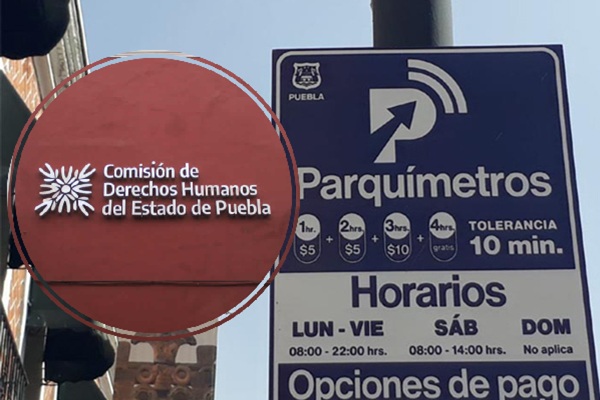 Comisión de
Derechos Humanos
del Estado de Puebla
PUEBLA
P
Parquímetros
1hr. $5 + 2hrs. $5 + 3hrs. $10 + 4hrs. gratis
TOLERANCIA
10 min.
Horarios
LUN - VIE SÁB DOM
08:00 - 22:00 hrs. 08:00 - 14:00 hrs. No aplica
Opciones de pago